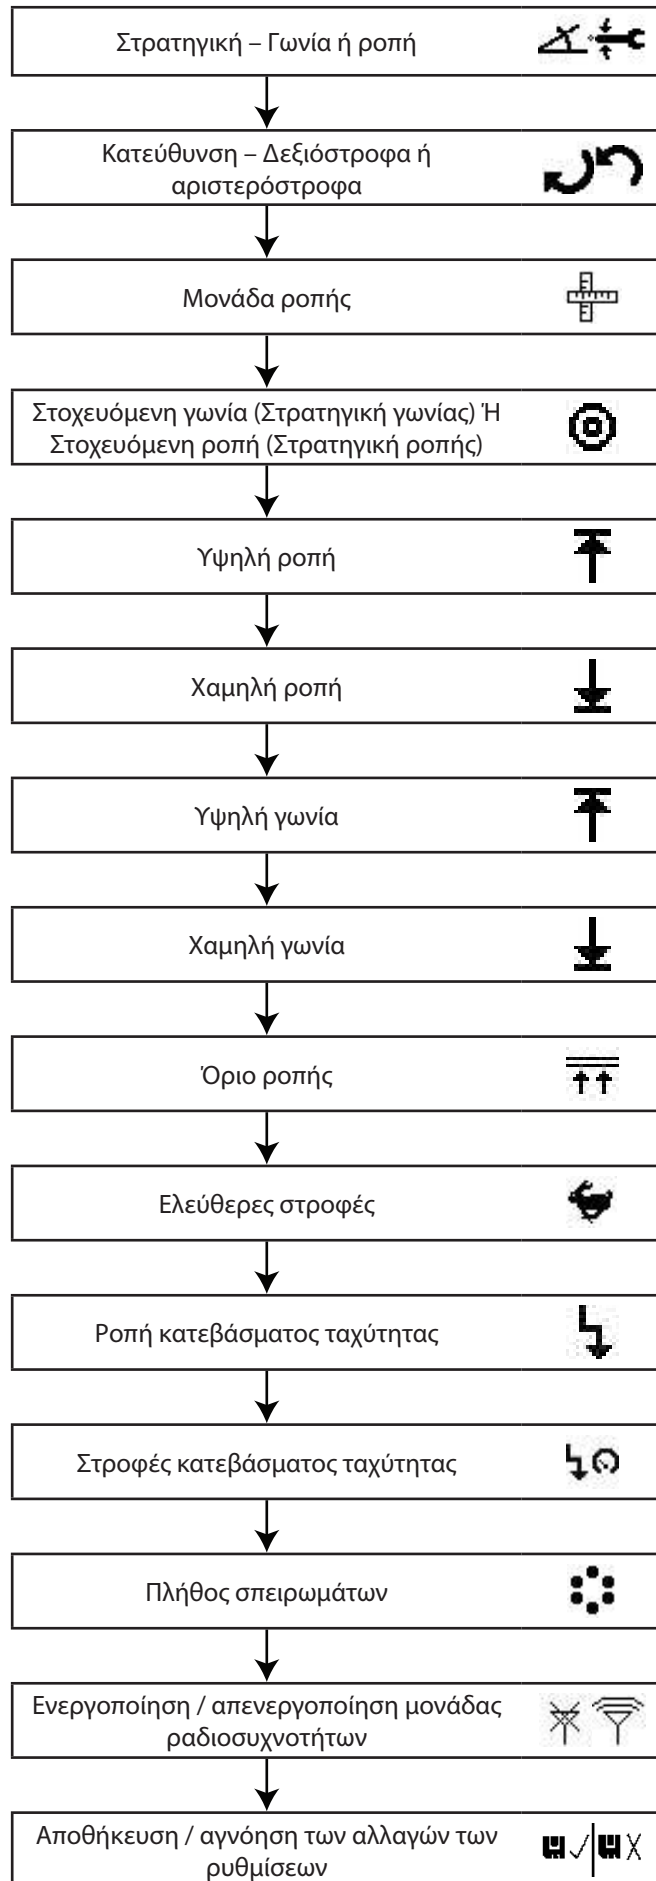 Στρατηγική – Γωνία ή ροπή
Κατεύθυνση – Δεξιόστροφα ή
αριστερόστροφα
Μονάδα ροπής
Στοχευόμενη γωνία (Στρατηγική γωνίας) Ή
Στοχευόμενη ροπή (Στρατηγική ροπής)
Υψηλή ροπή
Χαμηλή ροπή
Υψηλή γωνία
Χαμηλή γωνία
Όριο ροπής
Ελεύθερες στροφές
Ροπή κατεβάσματος ταχύτητας
Στροφές κατεβάσματος ταχύτητας
Πλήθος σπειρωμάτων
Ενεργοποίηση / απενεργοποίηση μονάδας
ραδιοσυχνοτήτων
Αποθήκευση / αγνόηση των αλλαγών των
ρυθμίσεων